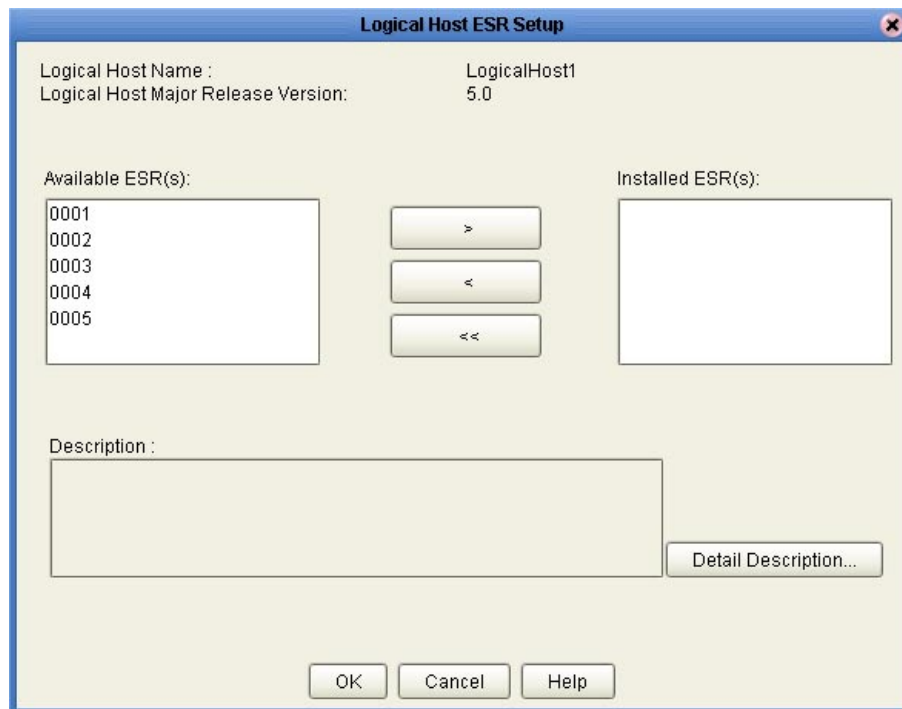 Logical Host ESR Setup
Logical Host Name : LogicalHost1
Logical Host Major Release Version: 5.0
Available ESR(s): Installed ESR(s):
0001
0002
0003
0004
0005
>
<
<<
Description :
Detail Description...
OK Cancel Help